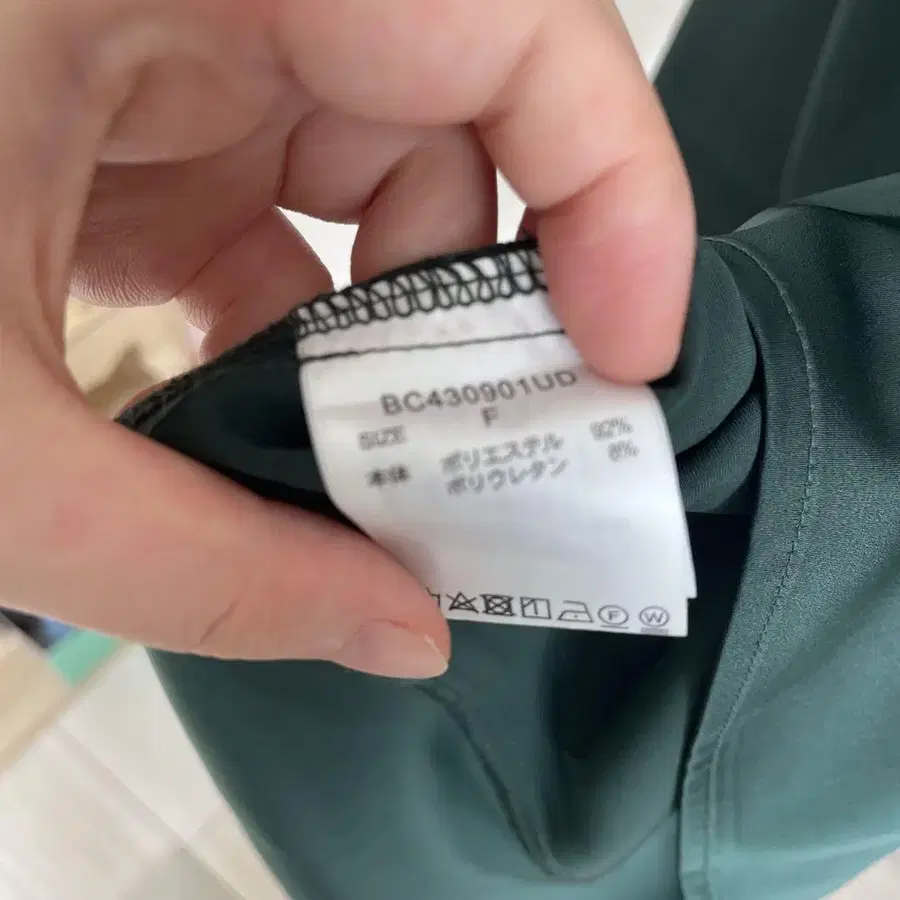 BC430901UD
SIZE F
本体 ポリエステル 92%
ポリウレタン 8%
F W